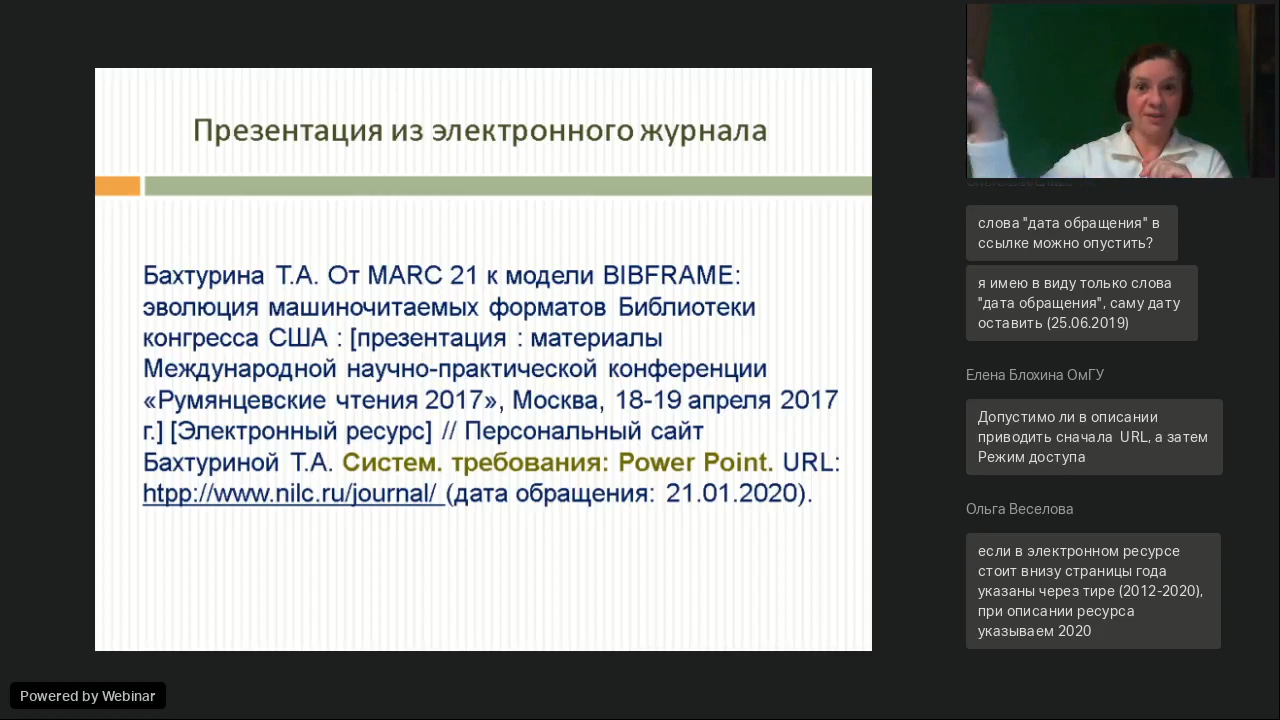 Презентация из электронного журнала
Бахтурина Т.А. От MARC 21 к модели BIBFRAME:
эволюция машиночитаемых форматов Библиотеки
конгресса США : [презентация : материалы
Международной научно-практической конференции
«Румянцевские чтения 2017», Москва, 18-19 апреля 2017
г.] [Электронный ресурс] // Персональный сайт
Бахтуриной Т.А. Систем. требования: Power Point. URL:
htpp://www.nilc.ru/journal/ (дата обращения: 21.01.2020).
слова "дата обращения" в
ссылке можно опустить?
я имею в виду только слова
"дата обращения", саму дату
оставить (25.06.2019)
Елена Блохина ОмГУ
Допустимо ли в описании
приводить сначала URL, а затем
Режим доступа
Ольга Веселова
если в электронном ресурсе
стоит внизу страницы года
указаны через тире (2012-2020),
при описании ресурса
указываем 2020
Powered by Webinar